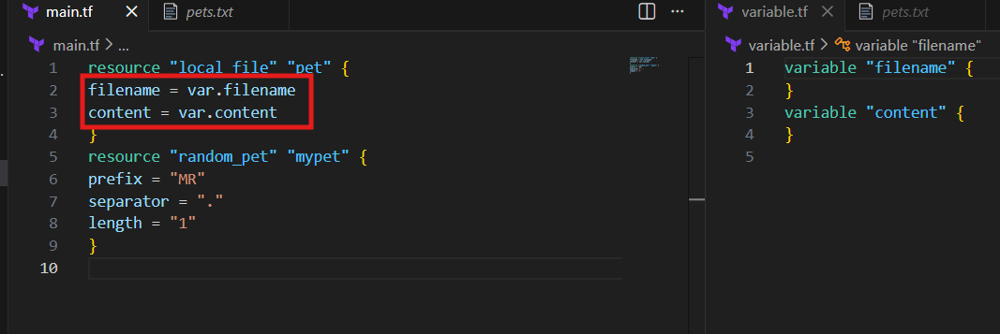 main.tf
pets.txt
main.tf > ...
1 resource "local_file" "pet" {
2 filename = var.filename
3 content = var.content
4 }
5 resource "random_pet" "mypet" {
6 prefix = "MR"
7 separator = "."
8 length = "1"
9 }
10
variable.tf
pets.txt
variable.tf > variable "filename"
1 variable "filename" {
2 }
3 variable "content" {
4 }
5